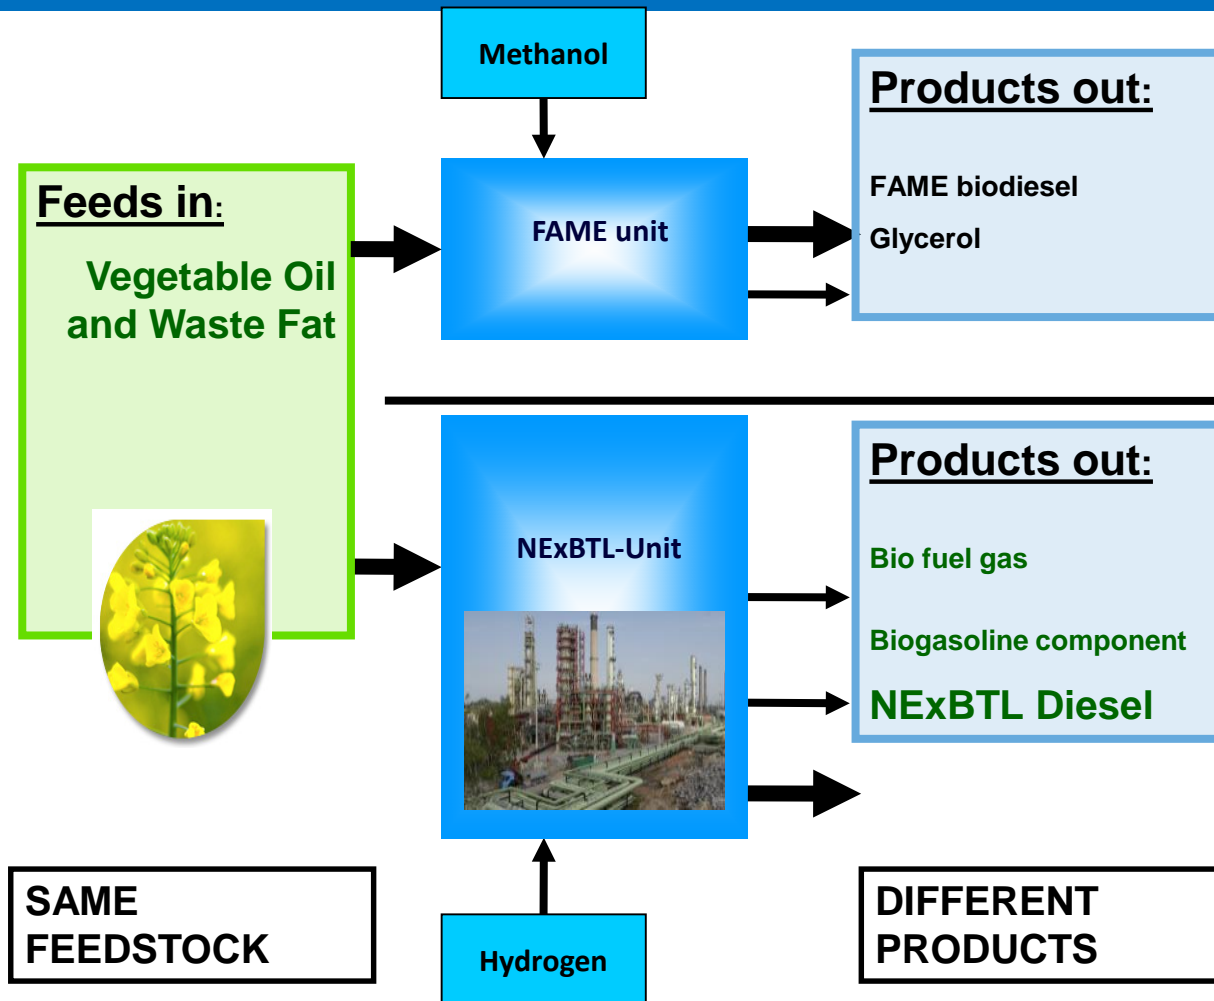 Methanol
Products out:
FAME biodiesel
Glycerol
Feeds in:
Vegetable Oil
and Waste Fat
FAME unit
NExBTL-Unit
Products out:
Bio fuel gas
Biogasoline component
NExBTL Diesel
SAME
FEEDSTOCK
Hydrogen
DIFFERENT
PRODUCTS